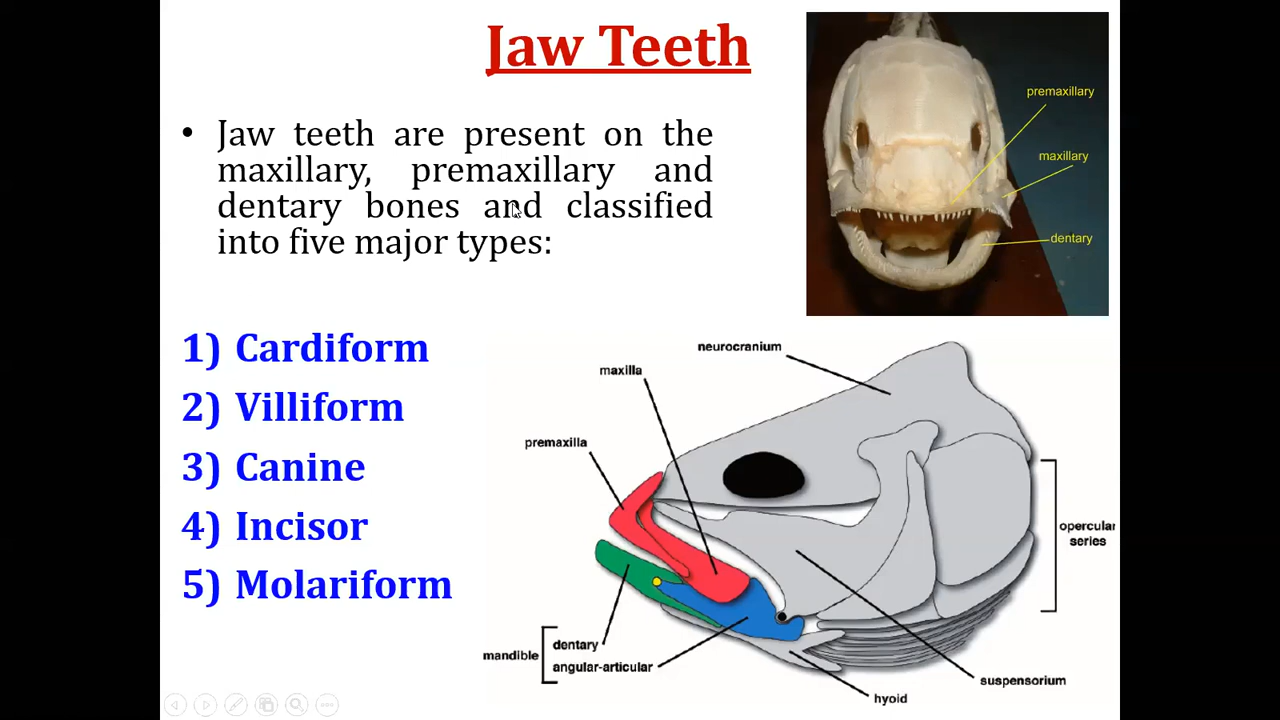 Jaw Teeth
• Jaw teeth are present on the
maxillary, premaxillary and
dentary bones and classified
into five major types:
1) Cardiform
2) Villiform
3) Canine
4) Incisor
5) Molariform
premaxillary
maxillary
dentary
neurocranium
maxilla
premaxilla
opercular
series
mandible
dentary
angular-articular
suspensorium
hyoid